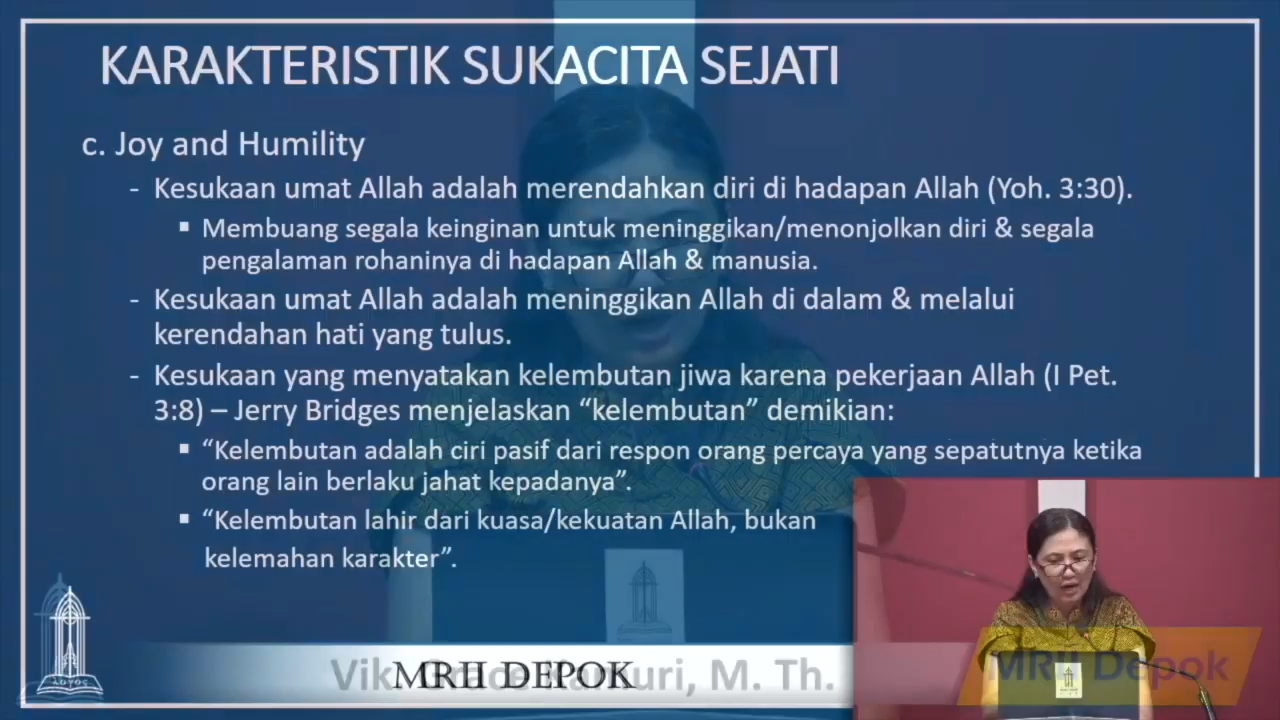 KARAKTERISTIK SUKACITA SEJATI
c. Joy and Humility
- Kesukaan umat Allah adalah merendahkan diri di hadapan Allah (Yoh. 3:30).
▪ Membuang segala keinginan untuk meninggikan/menonjolkan diri & segala
pengalaman rohaninya di hadapan Allah & manusia.
- Kesukaan umat Allah adalah meninggikan Allah di dalam & melalui
kerendahan hati yang tulus.
- Kesukaan yang menyatakan kelembutan jiwa karena pekerjaan Allah (I Pet.
3:8) – Jerry Bridges menjelaskan “kelembutan” demikian:
▪ “Kelembutan adalah ciri pasif dari respon orang percaya yang sepatutnya ketika
orang lain berlaku jahat kepadanya”.
▪ “Kelembutan lahir dari kuasa/kekuatan Allah, bukan
kelemahan karakter”.
MRII DEPOK
M. Th.
MRII Depok
ΛΟΓΟΣ